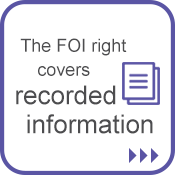 The FOI right
covers
recorded
information